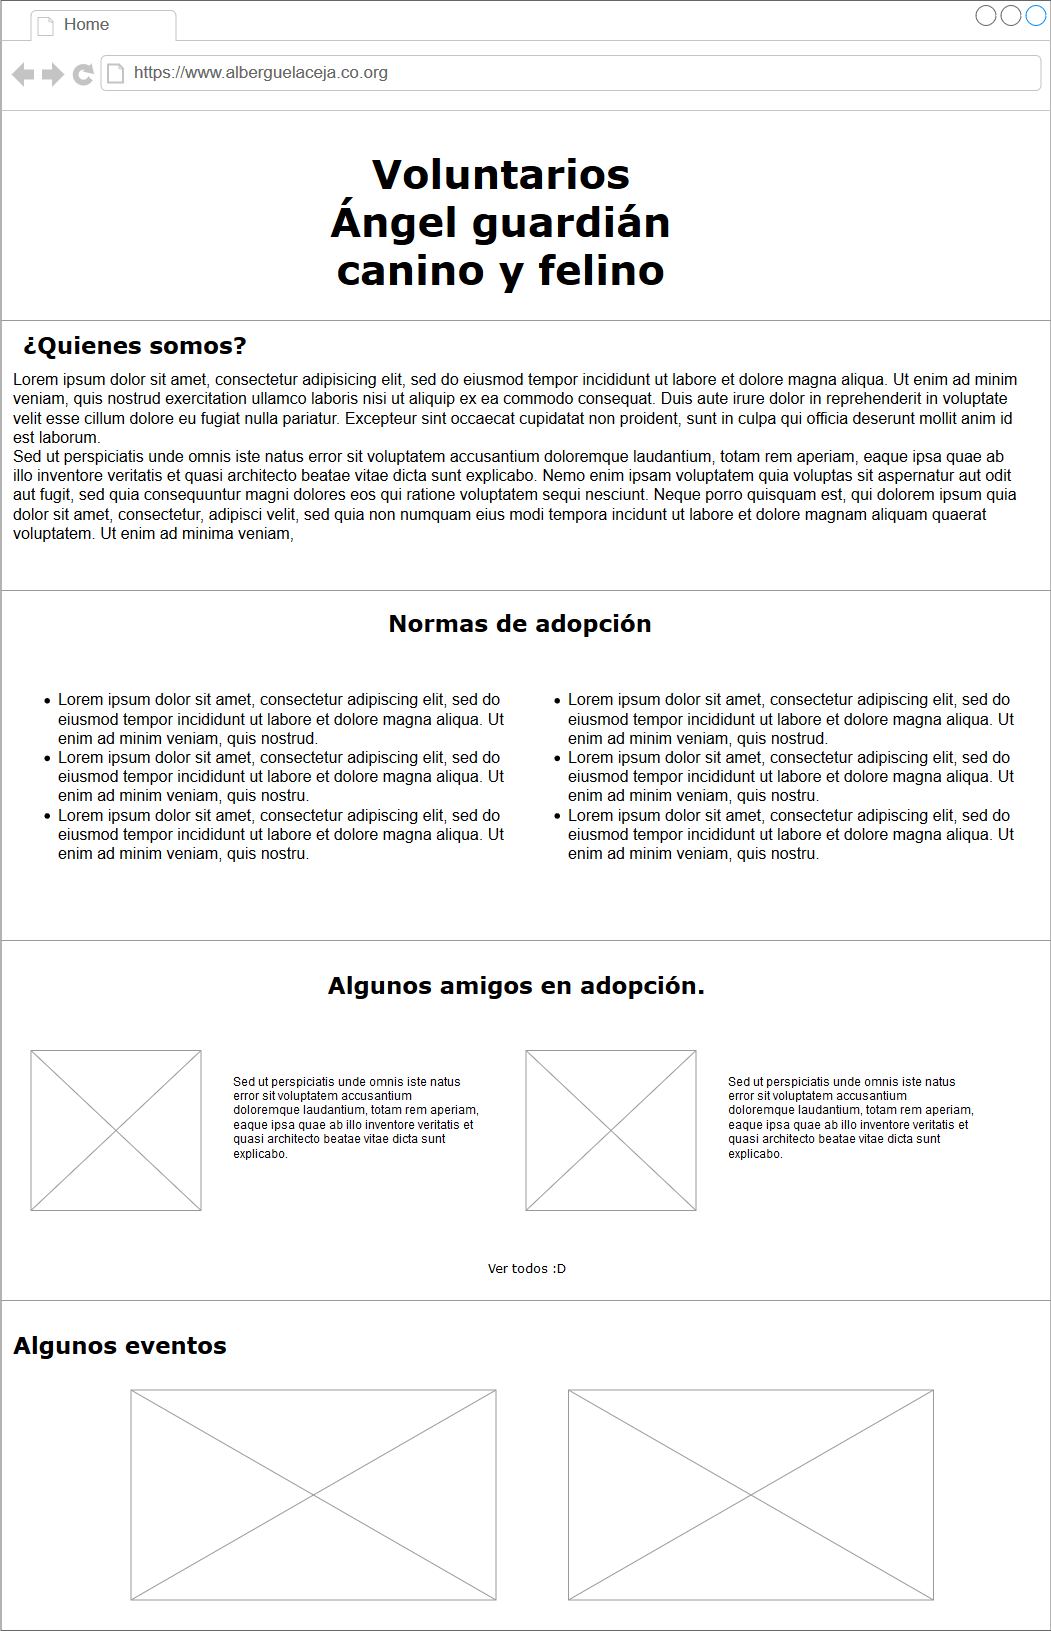 Home
https://www.alberguelaceja.co.org
Voluntarios
Ángel guardián
canino y felino
¿Quienes somos?
Lorem ipsum dolor sit amet, consectetur adipisicing elit, sed do eiusmod tempor incididunt ut labore et dolore magna aliqua. Ut enim ad minim
veniam, quis nostrud exercitation ullamco laboris nisi ut aliquip ex ea commodo consequat. Duis aute irure dolor in reprehenderit in voluptate
velit esse cillum dolore eu fugiat nulla pariatur. Excepteur sint occaecat cupidatat non proident, sunt in culpa qui officia deserunt mollit anim id
est laborum.
Sed ut perspiciatis unde omnis iste natus error sit voluptatem accusantium doloremque laudantium, totam rem aperiam, eaque ipsa quae ab
illo inventore veritatis et quasi architecto beatae vitae dicta sunt explicabo. Nemo enim ipsam voluptatem quia voluptas sit aspernatur aut odit
aut fugit, sed quia consequuntur magni dolores eos qui ratione voluptatem sequi nesciunt. Neque porro quisquam est, qui dolorem ipsum quia
dolor sit amet, consectetur, adipisci velit, sed quia non numquam eius modi tempora incidunt ut labore et dolore magnam aliquam quaerat
voluptatem. Ut enim ad minima veniam,
Normas de adopción
• Lorem ipsum dolor sit amet, consectetur adipiscing elit, sed do
eiusmod tempor incididunt ut labore et dolore magna aliqua. Ut
enim ad minim veniam, quis nostrud.
• Lorem ipsum dolor sit amet, consectetur adipiscing elit, sed do
eiusmod tempor incididunt ut labore et dolore magna aliqua. Ut
enim ad minim veniam, quis nostru.
• Lorem ipsum dolor sit amet, consectetur adipiscing elit, sed do
eiusmod tempor incididunt ut labore et dolore magna aliqua. Ut
enim ad minim veniam, quis nostru.
• Lorem ipsum dolor sit amet, consectetur adipiscing elit, sed do
eiusmod tempor incididunt ut labore et dolore magna aliqua. Ut
enim ad minim veniam, quis nostrud.
• Lorem ipsum dolor sit amet, consectetur adipiscing elit, sed do
eiusmod tempor incididunt ut labore et dolore magna aliqua. Ut
enim ad minim veniam, quis nostru.
• Lorem ipsum dolor sit amet, consectetur adipiscing elit, sed do
eiusmod tempor incididunt ut labore et dolore magna aliqua. Ut
enim ad minim veniam, quis nostru.
Algunos amigos en adopción.
Sed ut perspiciatis unde omnis iste natus
error sit voluptatem accusantium
doloremque laudantium, totam rem aperiam,
eaque ipsa quae ab illo inventore veritatis et
quasi architecto beatae vitae dicta sunt
explicabo.
Sed ut perspiciatis unde omnis iste natus
error sit voluptatem accusantium
doloremque laudantium, totam rem aperiam,
eaque ipsa quae ab illo inventore veritatis et
quasi architecto beatae vitae dicta sunt
explicabo.
Ver todos :D
Algunos eventos